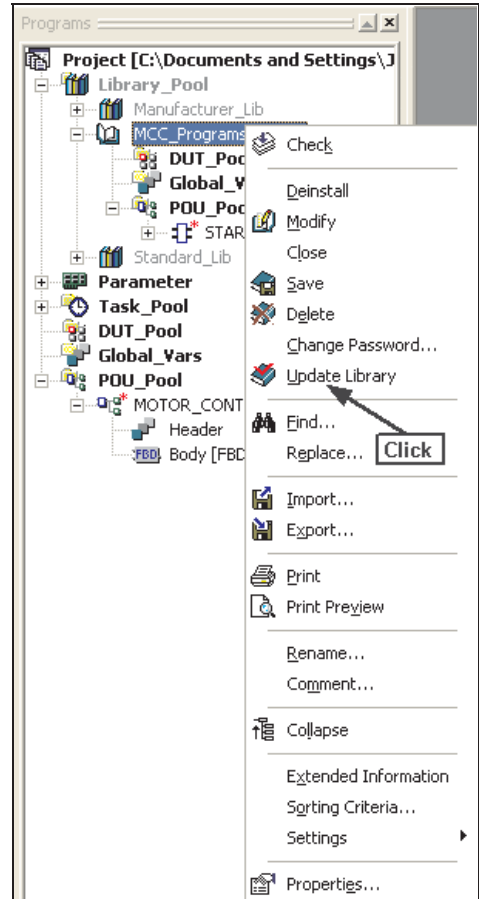 Programs
Project [C:\Documents and Settings\J
Library_Pool
Manufacturer_Lib
MCC_Programs
DUT_Poo
Global_V
POU_Poo
STAR
Standard_Lib
Parameter
Task_Pool
DUT_Pool
Global_Vars
POU_Pool
MOTOR_CONT
Header
FBD Body [FBD
Check
Deinstall
Modify
Close
Save
Delete
Change Password...
Update Library
Find...
Replace...
Click
Import...
Export...
Print
Print Preview
Rename...
Comment...
Collapse
Extended Information
Sorting Criteria...
Settings
Properties...